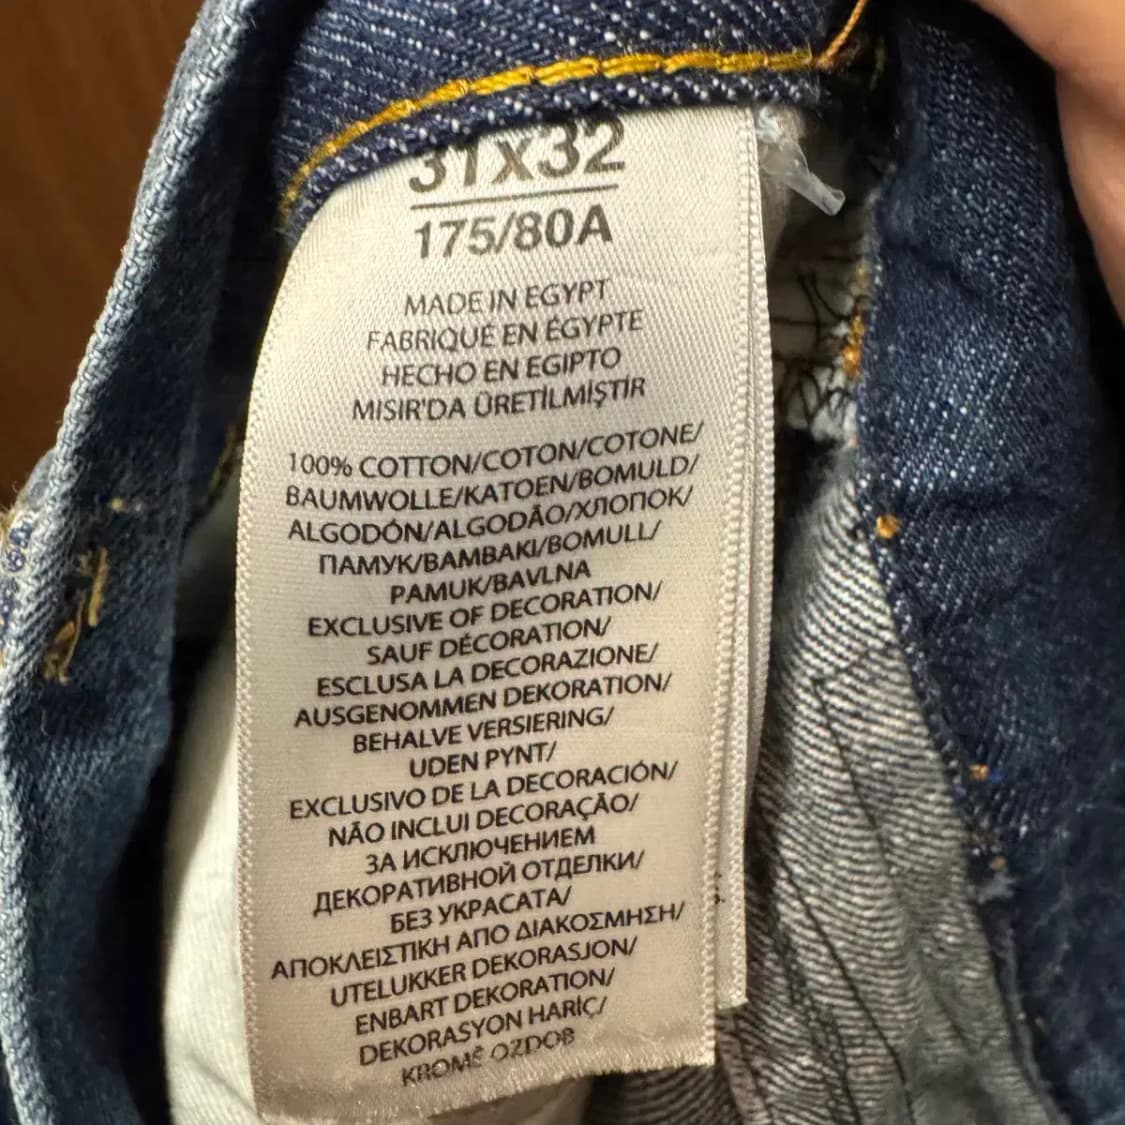 31x32
175/80A
MADE IN EGYPT
FABRIQUÉ EN ÉGYPTE
HECHO EN EGIPTO
MISIR'DA ÜRETİLMİŞTİR
100% COTTON/COTON/COTONE/
BAUMWOLLE/KATOEN/BOMULD/
ALGODÓN/ALGODÃO/ХЛОПОК/
ПАМУК/BAMBAKI/BOMULL/
PAMUK/BAVLNA
EXCLUSIVE OF DECORATION/
SAUF DÉCORATION/
ESCLUSA LA DECORAZIONE/
AUSGENOMMEN DEKORATION/
BEHALVE VERSIERING/
UDEN PYNT/
EXCLUSIVO DE LA DECORACIÓN/
NÃO INCLUI DECORAÇÃO/
ЗА ИСКЛЮЧЕНИЕМ
ДЕКОРАТИВНОЙ ОТДЕЛКИ/
БЕЗ УКРАСАТА/
ΑΠΟΚΛΕΙΣΤΙΚΗ ΑΠΟ ΔΙΑΚΟΣΜΗΣΗ/
UTELUKKER DEKORASJON/
ENBART DEKORATION/
DEKORASYON HARİÇ/
KROMĚ OZDOB